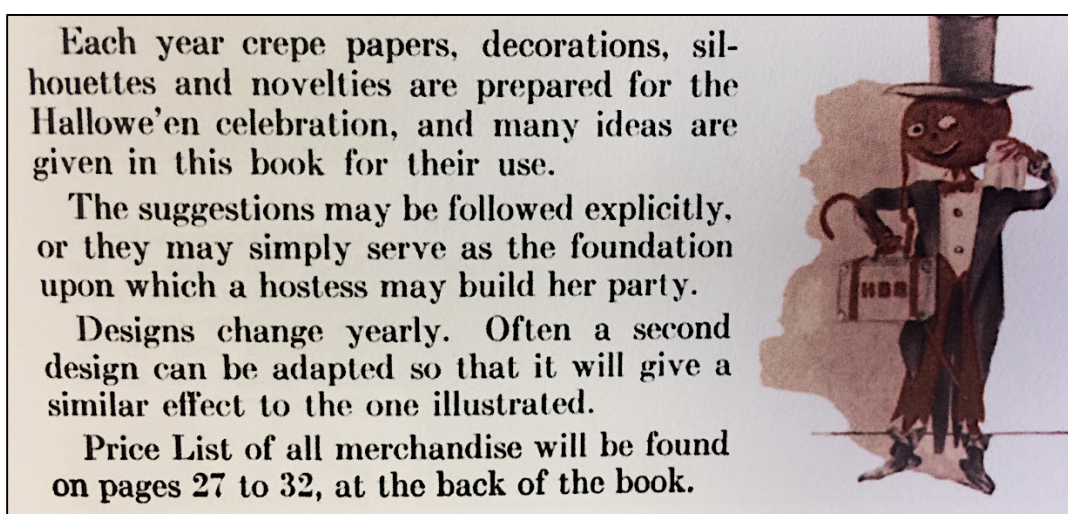 Each year crepe papers, decorations, sil-
houettes and novelties are prepared for the
Hallowe'en celebration, and many ideas are
given in this book for their use.
The suggestions may be followed explicitly,
or they may simply serve as the foundation
upon which a hostess may build her party.
Designs change yearly. Often a second
design can be adapted so that it will give a
similar effect to the one illustrated.
Price List of all merchandise will be found
on pages 27 to 32, at the back of the book.